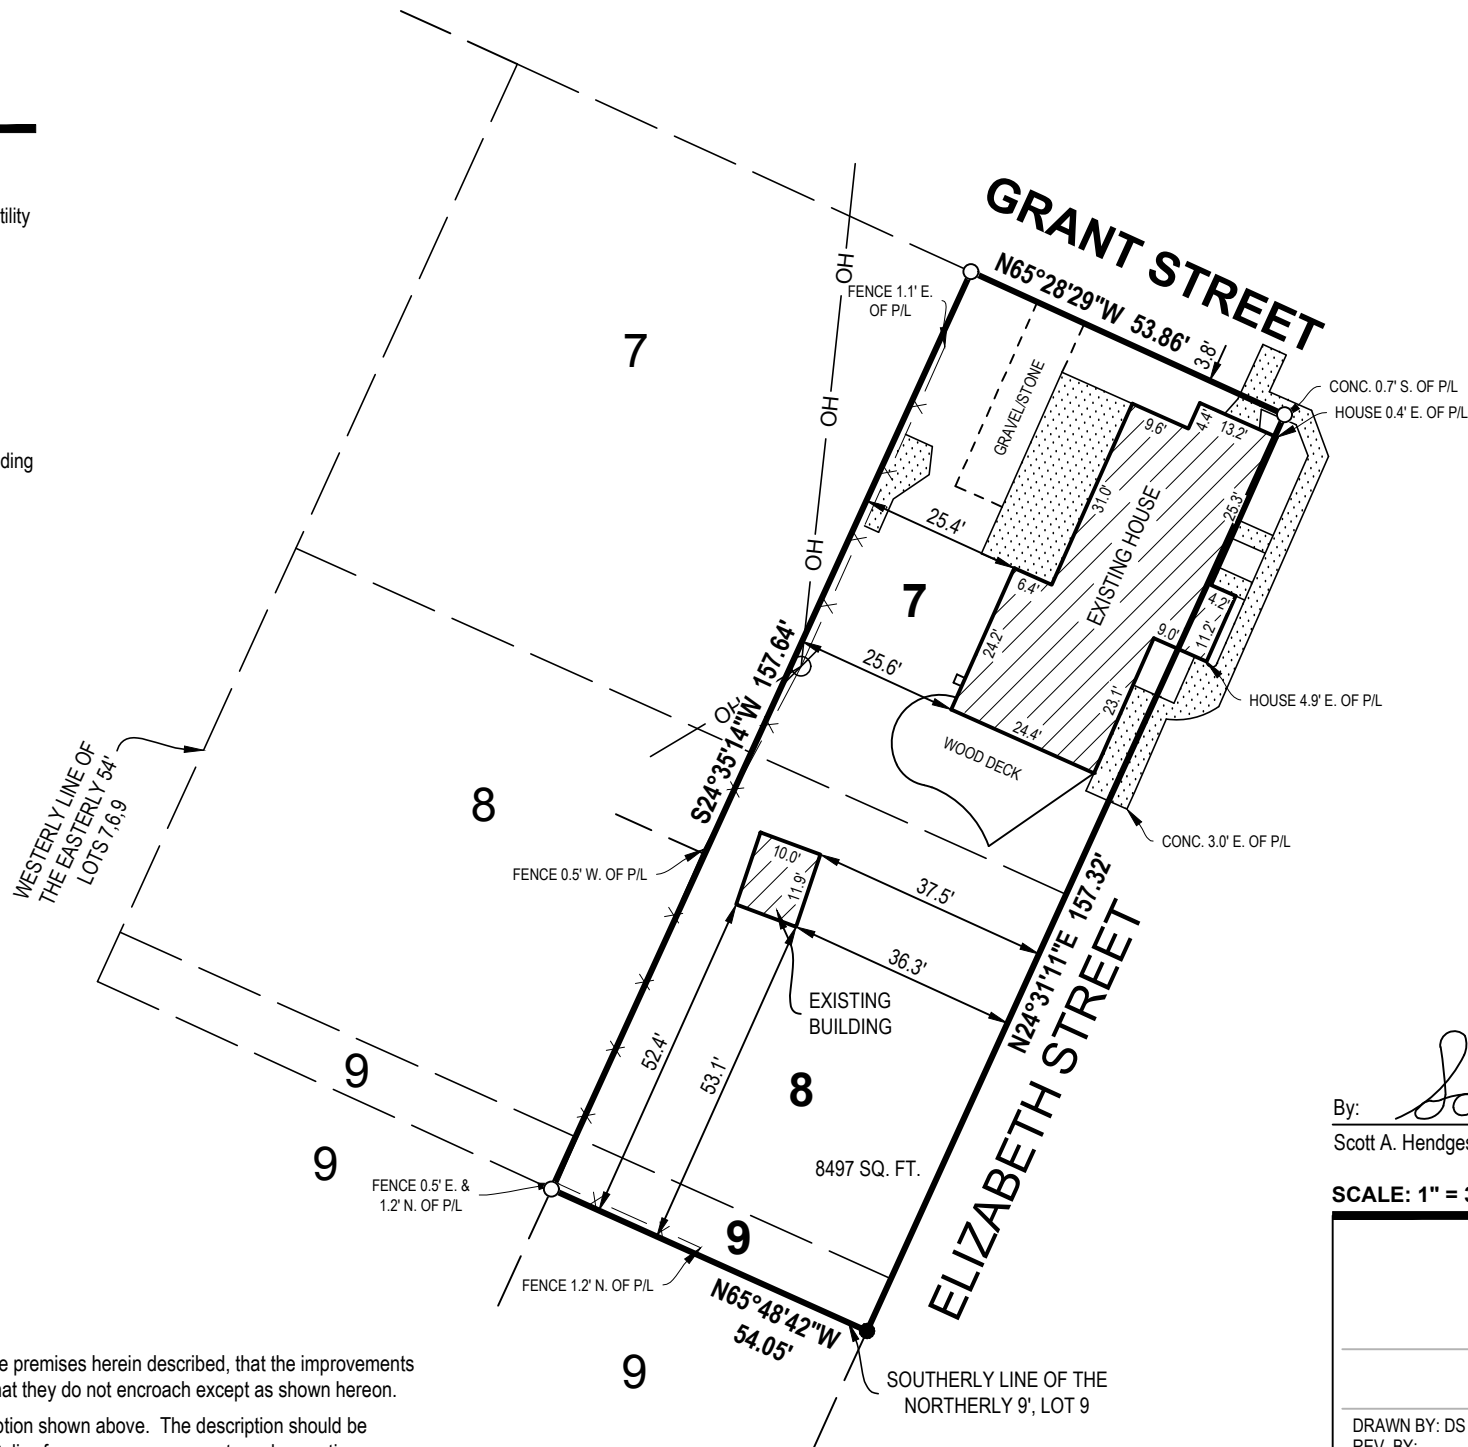 tility
ding
GRANT STREET
N65°28'29"W 53.86'
3.8'
FENCE 1.1' E.
OF P/L
OH
OH
OH
OH
7
GRAVEL/STONE
CONC. 0.7' S. OF P/L
HOUSE 0.4' E. OF P/L
9.6'
4.4'
13.2'
31.0'
25.3'
EXISTING HOUSE
25.4'
6.4'
7
24.2'
4.2'
9.0'
11.2'
25.6'
23.1'
HOUSE 4.9' E. OF P/L
24.4'
WOOD DECK
S24°35'14"W 157.64'
WESTERLY LINE OF
THE EASTERLY 54'
LOTS 7,6,9
8
FENCE 0.5' W. OF P/L
10.0'
11.9'
37.5'
CONC. 3.0' E. OF P/L
N24°31'11"E 157.32'
36.3'
EXISTING
BUILDING
ELIZABETH STREET
52.4'
53.1'
9
8
8497 SQ. FT.
9
FENCE 0.5' E. &
1.2' N. OF P/L
9
FENCE 1.2' N. OF P/L
N65°48'42"W
54.05'
9
SOUTHERLY LINE OF THE
NORTHERLY 9', LOT 9
By:
Scott A. Hendges
SCALE: 1" = 3
e premises herein described, that the improvements
hat they do not encroach except as shown hereon.
ption shown above. The description should be
DRAWN BY: DS
REV. BY: